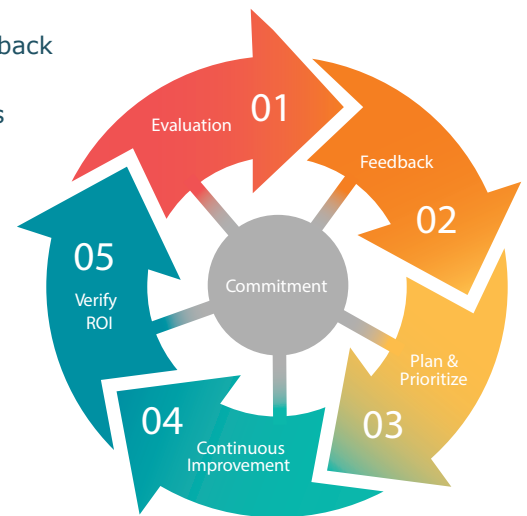 back
s
Evaluation 01
Feedback
02
Plan &
Prioritize
03
Continuous
Improvement
04
05
Verify
ROI
Commitment